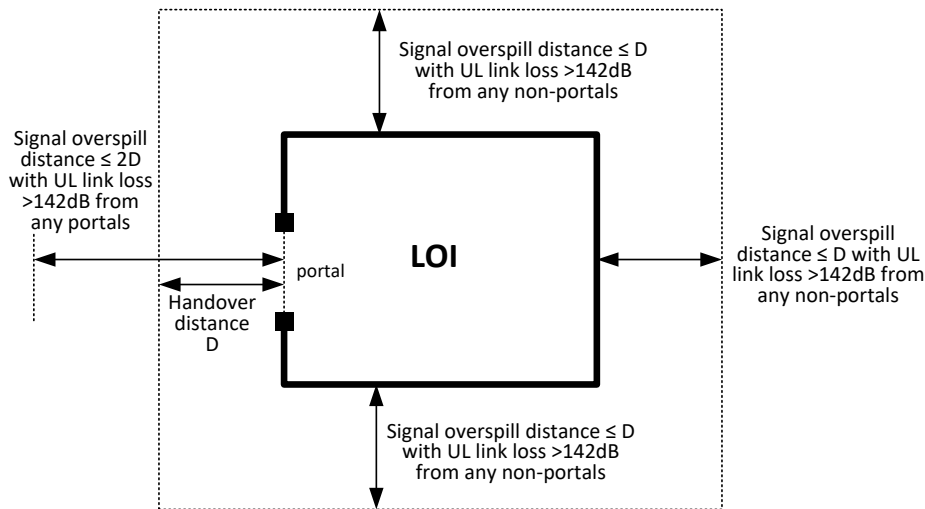 Signal overspill distance ≤ D
with UL link loss >142dB
from any non-portals
Signal overspill
distance ≤ 2D
with UL link loss
>142dB from
any portals
LOI
portal
Handover
distance
D
Signal overspill
distance ≤ D with UL
link loss >142dB from
any non-portals
Signal overspill distance ≤ D
with UL link loss >142dB
from any non-portals